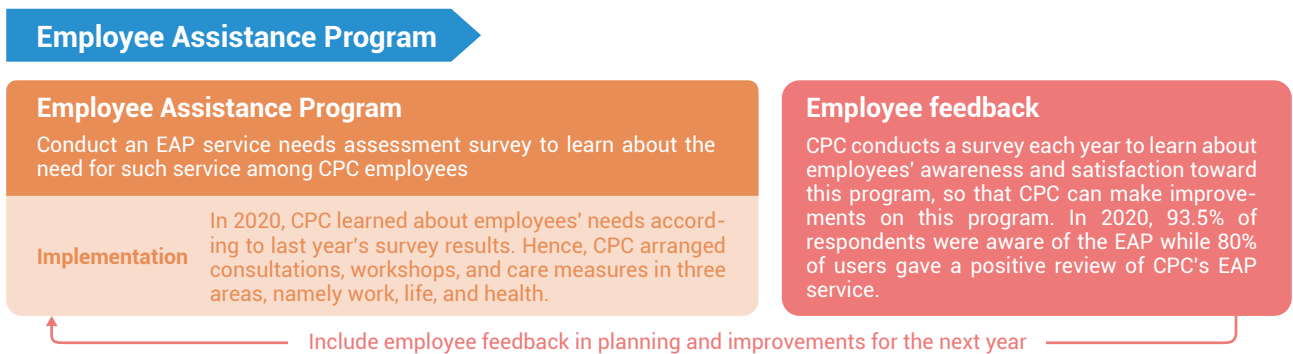 Employee Assistance Program
Employee Assistance Program
Conduct an EAP service needs assessment survey to learn about the
need for such service among CPC employees
Implementation
In 2020, CPC learned about employees' needs accord-
ing to last year's survey results. Hence, CPC arranged
consultations, workshops, and care measures in three
areas, namely work, life, and health.
Employee feedback
CPC conducts a survey each year to learn about
employees' awareness and satisfaction toward
this program, so that CPC can make improve-
ments on this program. In 2020, 93.5% of
respondents were aware of the EAP while 80%
of users gave a positive review of CPC's EAP
service.
Include employee feedback in planning and improvements for the next year